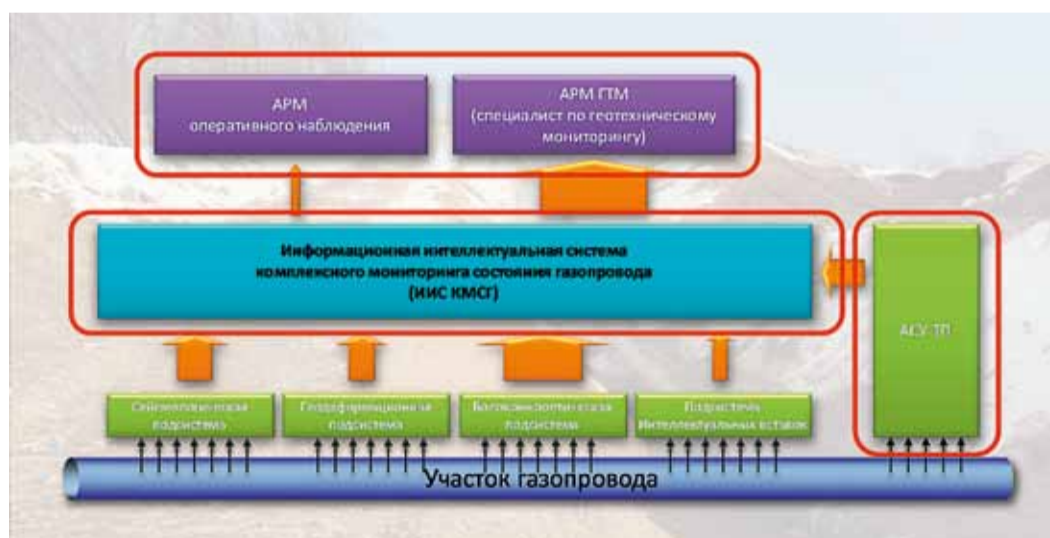 АРМ
оперативного наблюдения
АРМ ГТМ
(специалист по геотехническому
мониторингу)
Информационная интеллектуальная система
комплексного мониторинга состояния газопровода
(ИИС КМСГ)
АСУ ТП
подсистема
Геодеформационная
подсистема
Волоконнооптическая
подсистема
Подсистема
Интеллектуальных вставок
Участок газопровода